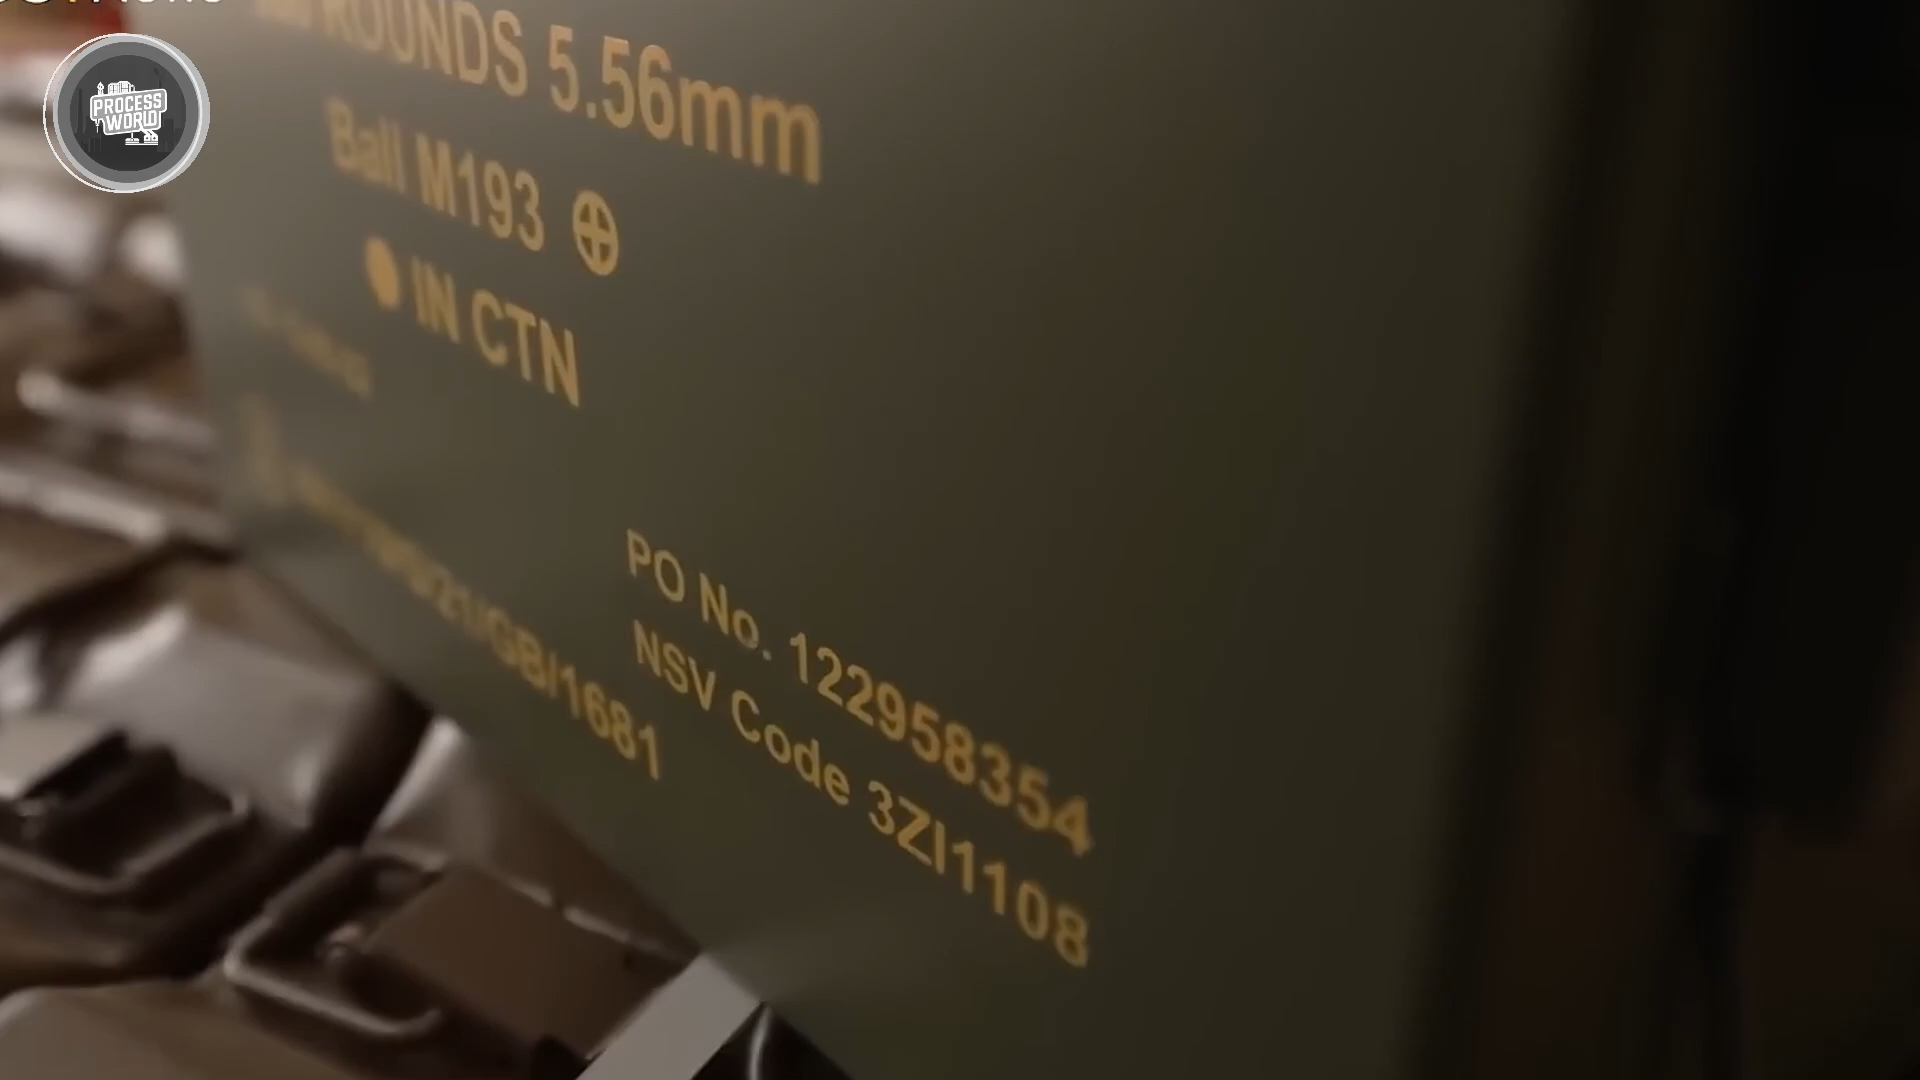 PROCESS
WORLD
ROUNDS 5.56mm
Ball M193
IN CTN
PO No. 122958354
NSV Code 3ZI1108
/GB/1681